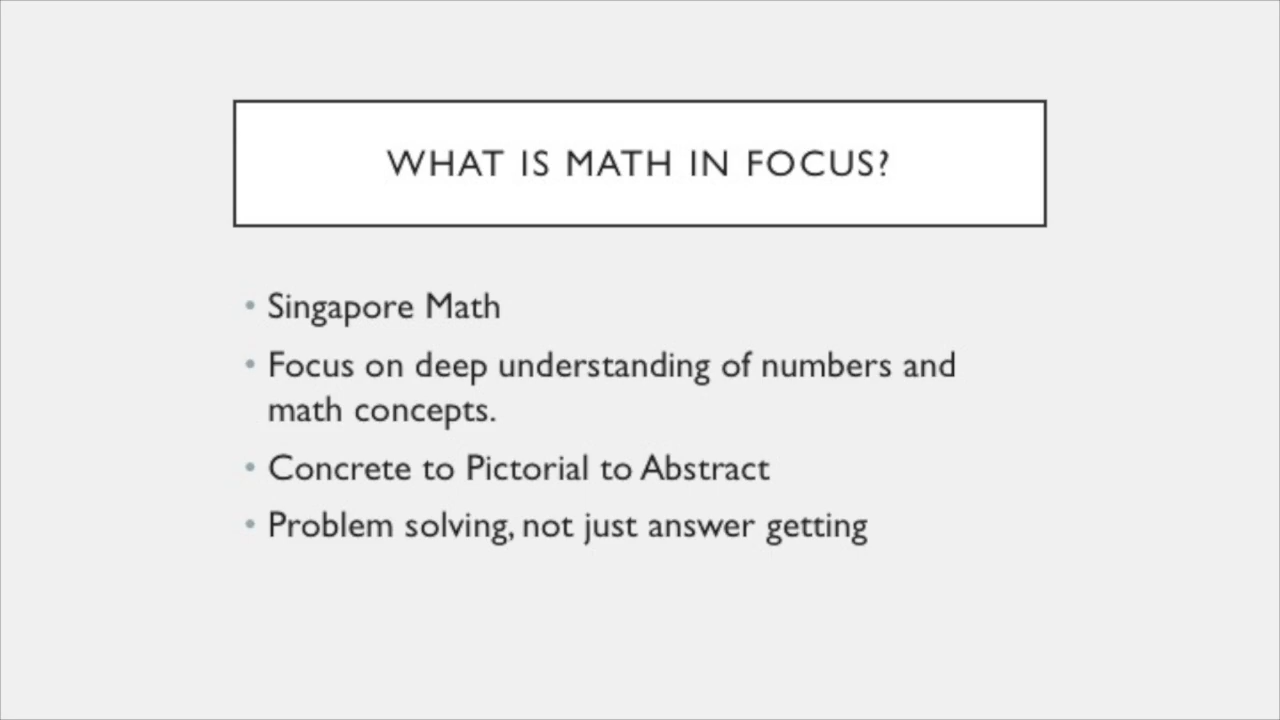 WHAT IS MATH IN FOCUS?
• Singapore Math
• Focus on deep understanding of numbers and
math concepts.
• Concrete to Pictorial to Abstract
• Problem solving, not just answer getting